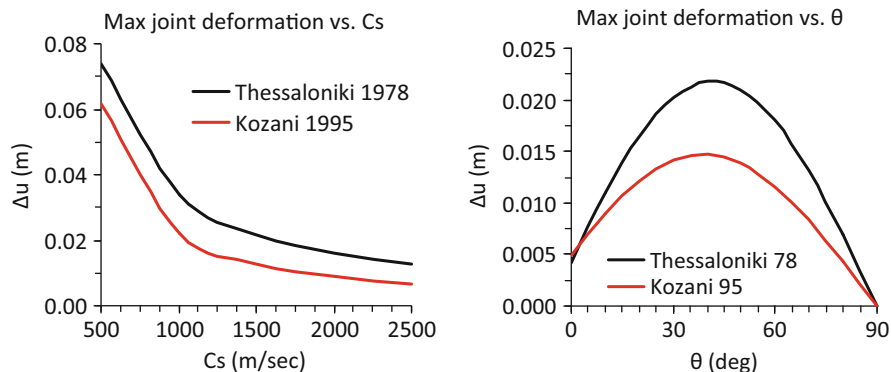 Max joint deformation vs. Cs
0.08
0.06
0.04
0.02
0.00
Δu (m)
Thessaloniki 1978
Kozani 1995
500 1000 1500 2000 2500
Cs (m/sec)
Max joint deformation vs. θ
0.025
0.020
0.015
0.010
0.005
0.000
Δu (m)
Thessaloniki 78
Kozani 95
0 30 60 90
θ (deg)